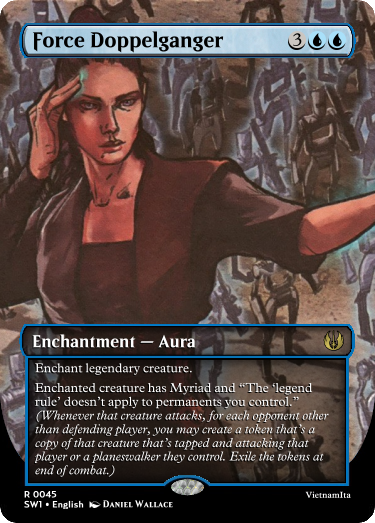 Force Doppelganger 3
Enchantment — Aura
Enchant legendary creature.
Enchanted creature has Myriad and “The ‘legend
rule’ doesn’t apply to permanents you control.”
(Whenever that creature attacks, for each opponent other
than defending player, you may create a token that’s a
copy of that creature that’s tapped and attacking that
player or a planeswalker they control. Exile the tokens at
end of combat.)
R 0045
SW1 • English Daniel Wallace
VietnamIta